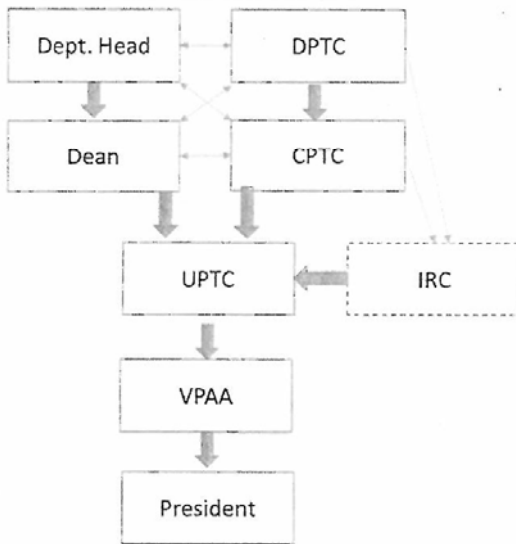 Dept. Head
DPTC
Dean
CPTC
UPTC
IRC
VPAA
President